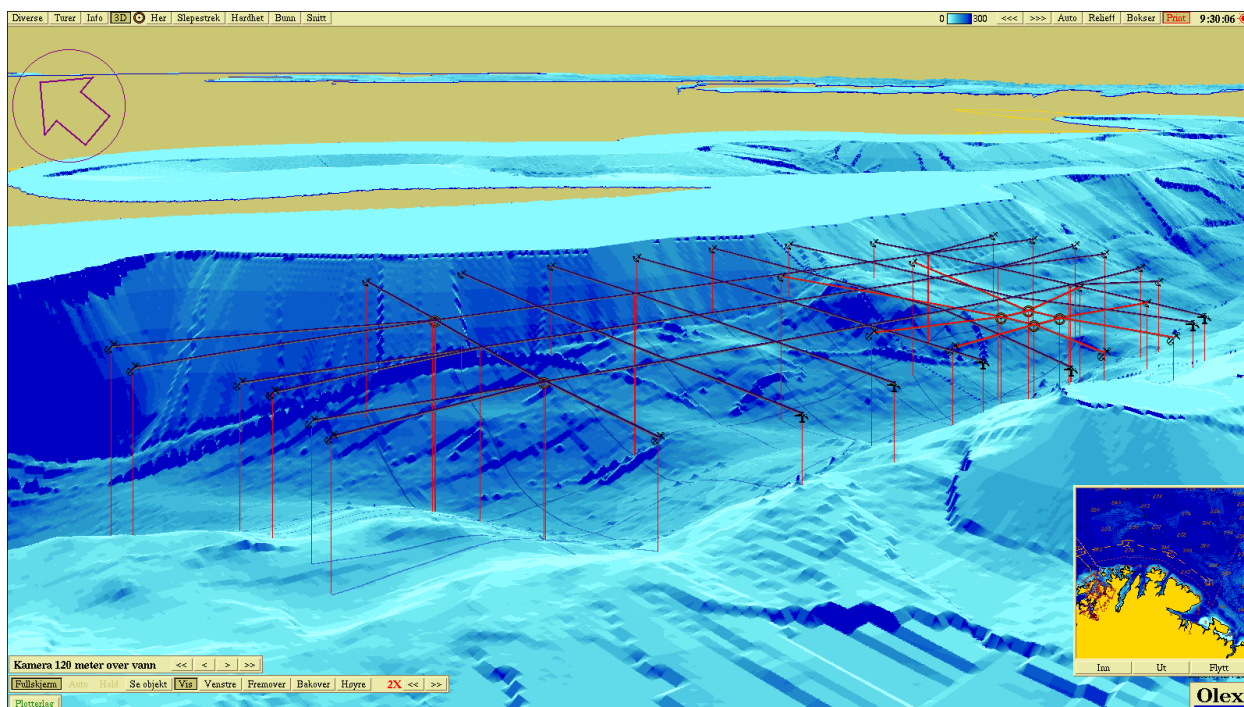 Diverse Turer Info 3D Her Slepestrek Hardhet Bunn Snitt 0 300 <<< >>> Auto Relieff Bokser Print 9:30:06
Kamera 120 meter over vann << < > >>
Inn Ut Flytt
Fullskjerm Auto Hold Se objekt Vis Venstre Fremover Bakover Høyre 2X << >>
Plotterlag
Olex